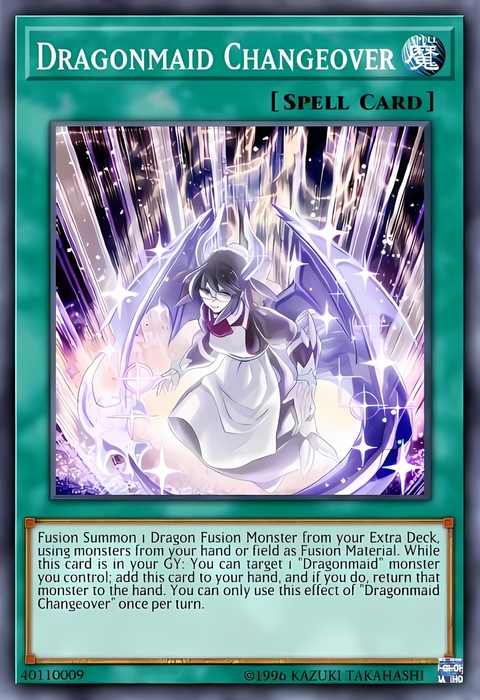 DRAGONMAID CHANGEOVER
[SPELL CARD]
Fusion Summon 1 Dragon Fusion Monster from your Extra Deck,
using monsters from your hand or field as Fusion Material. While
this card is in your GY: You can target 1 "Dragonmaid" monster
you control; add this card to your hand, and if you do, return that
monster to the hand. You can only use this effect of "Dragonmaid
Changeover" once per turn.
40110009
©1996 KAZUKI TAKAHASHI